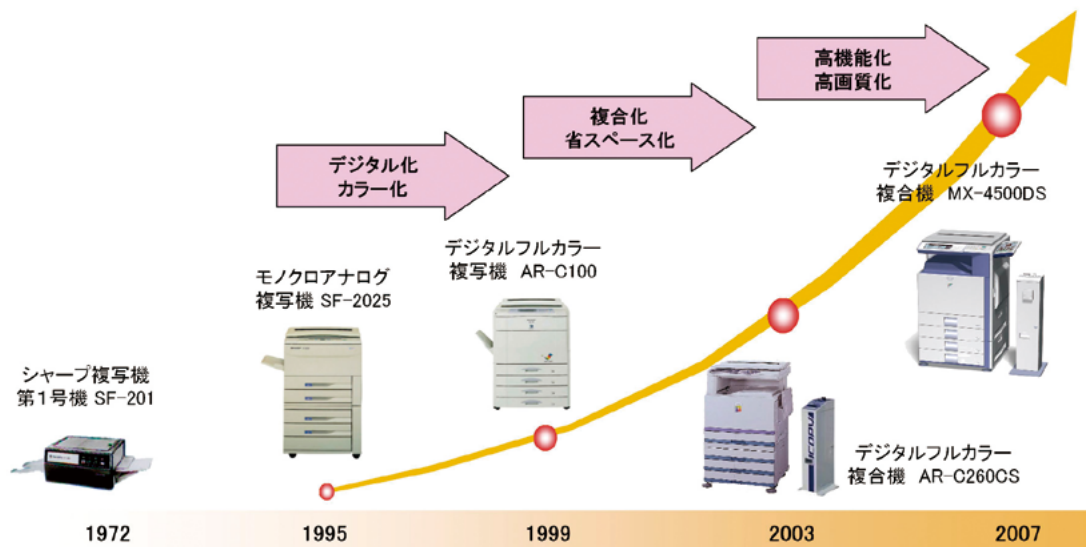 高機能化
高画質化
複合化
省スペース化
デジタル化
カラー化
デジタルフルカラー
複合機 MX-4500DS
デジタルフルカラー
複写機 AR-C100
モノクロアナログ
複写機 SF-2025
シャープ複写機
第1号機 SF-201
デジタルフルカラー
複合機 AR-C260CS
1972
1995
1999
2003
2007